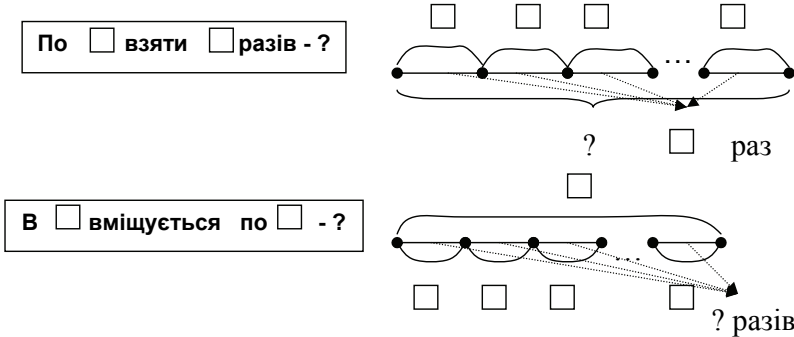 По □ взяти □ разів - ?
...
?
□ раз
В □ вміщується по □ - ?
...
? разів